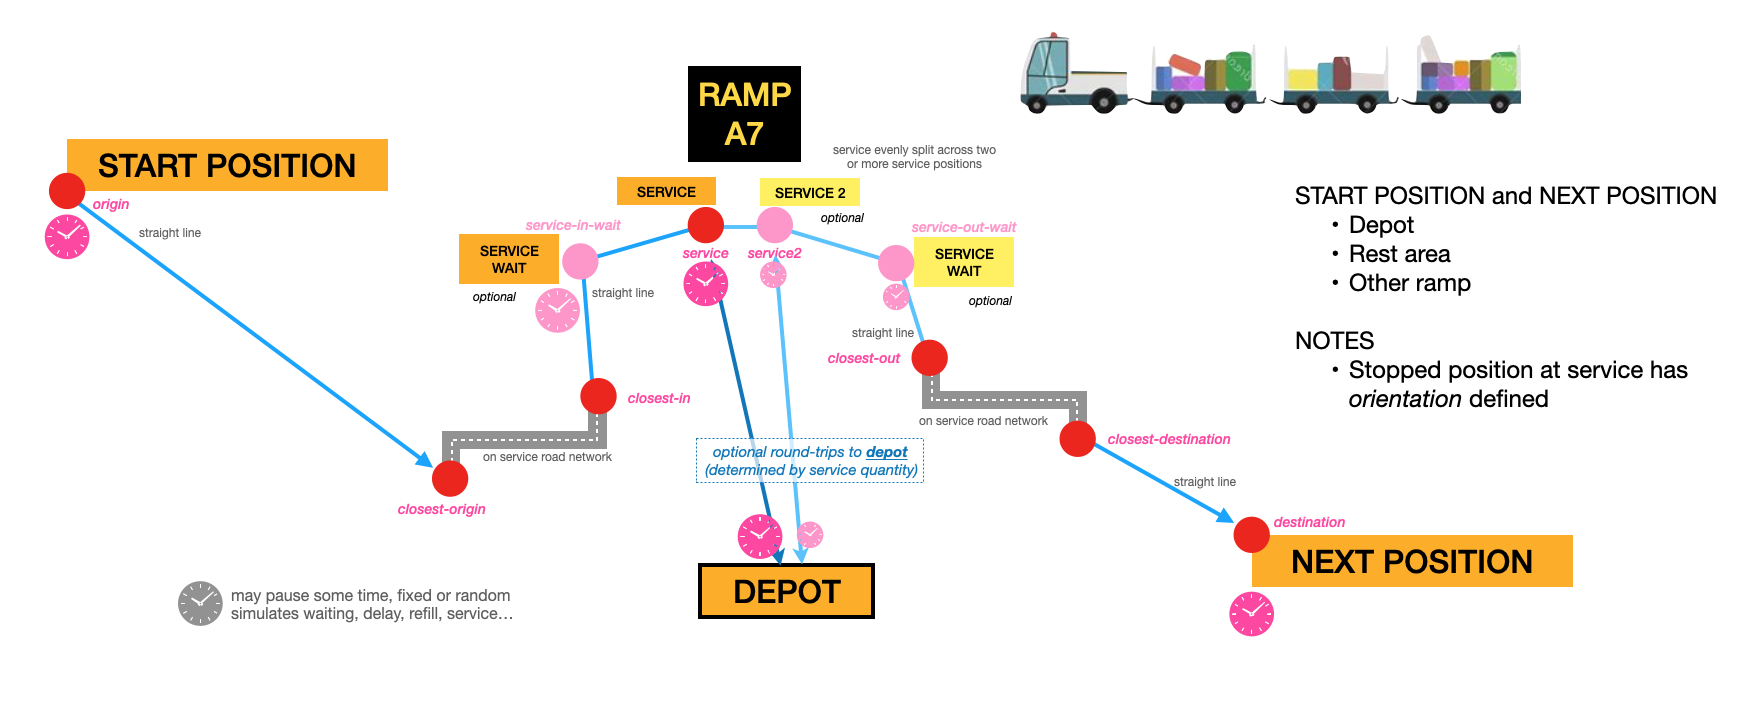 RAMP
A7
service evenly split across two
or more service positions
START POSITION
origin
straight line
SERVICE
SERVICE 2
optional
service-in-wait
service-out-wait
SERVICE
WAIT
optional
service
service2
SERVICE
WAIT
optional
straight line
straight line
closest-in
closest-out
on service road network
closest-origin
on service road network
closest-destination
optional round-trips to depot
(determined by service quantity)
straight line
destination
NEXT POSITION
DEPOT
may pause some time, fixed or random
simulates waiting, delay, refill, service…
START POSITION and NEXT POSITION
• Depot
• Rest area
• Other ramp
NOTES
• Stopped position at service has
orientation defined